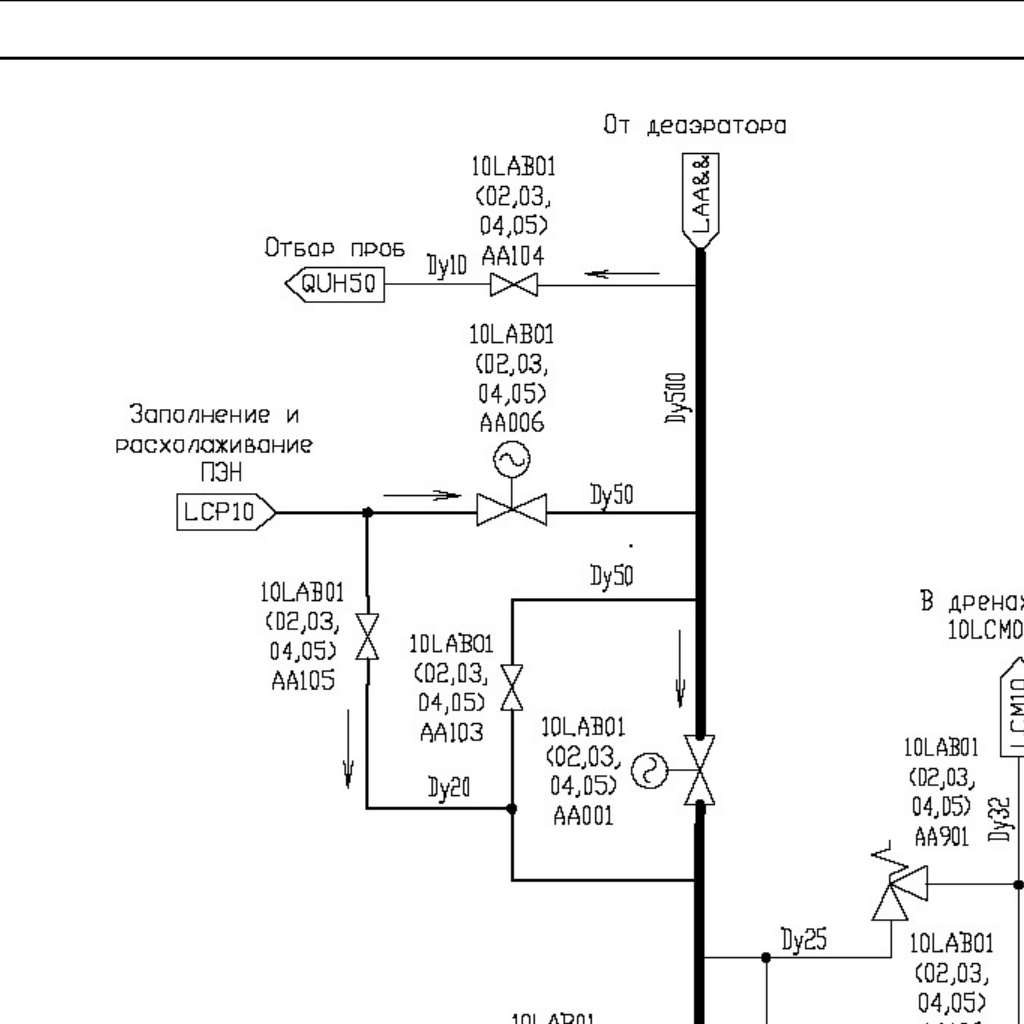 От деаэратора
LAA&&
10LAB01
(02,03,
04,05)
AA104
Отбор проб
QUH50
Dy10
10LAB01
(02,03,
04,05)
AA006
Dy500
Заполнение и
расхолаживание
ПЭН
LCP10
Dy50
Dy50
10LAB01
(02,03,
04,05)
AA105
10LAB01
(02,03,
04,05)
AA103
Dy20
10LAB01
(02,03,
04,05)
AA001
В дрена
10LCM0
LCM10
10LAB01
(02,03,
04,05)
AA901
Dy32
Dy25
10LAB01
(02,03,
04,05)
10LAB01